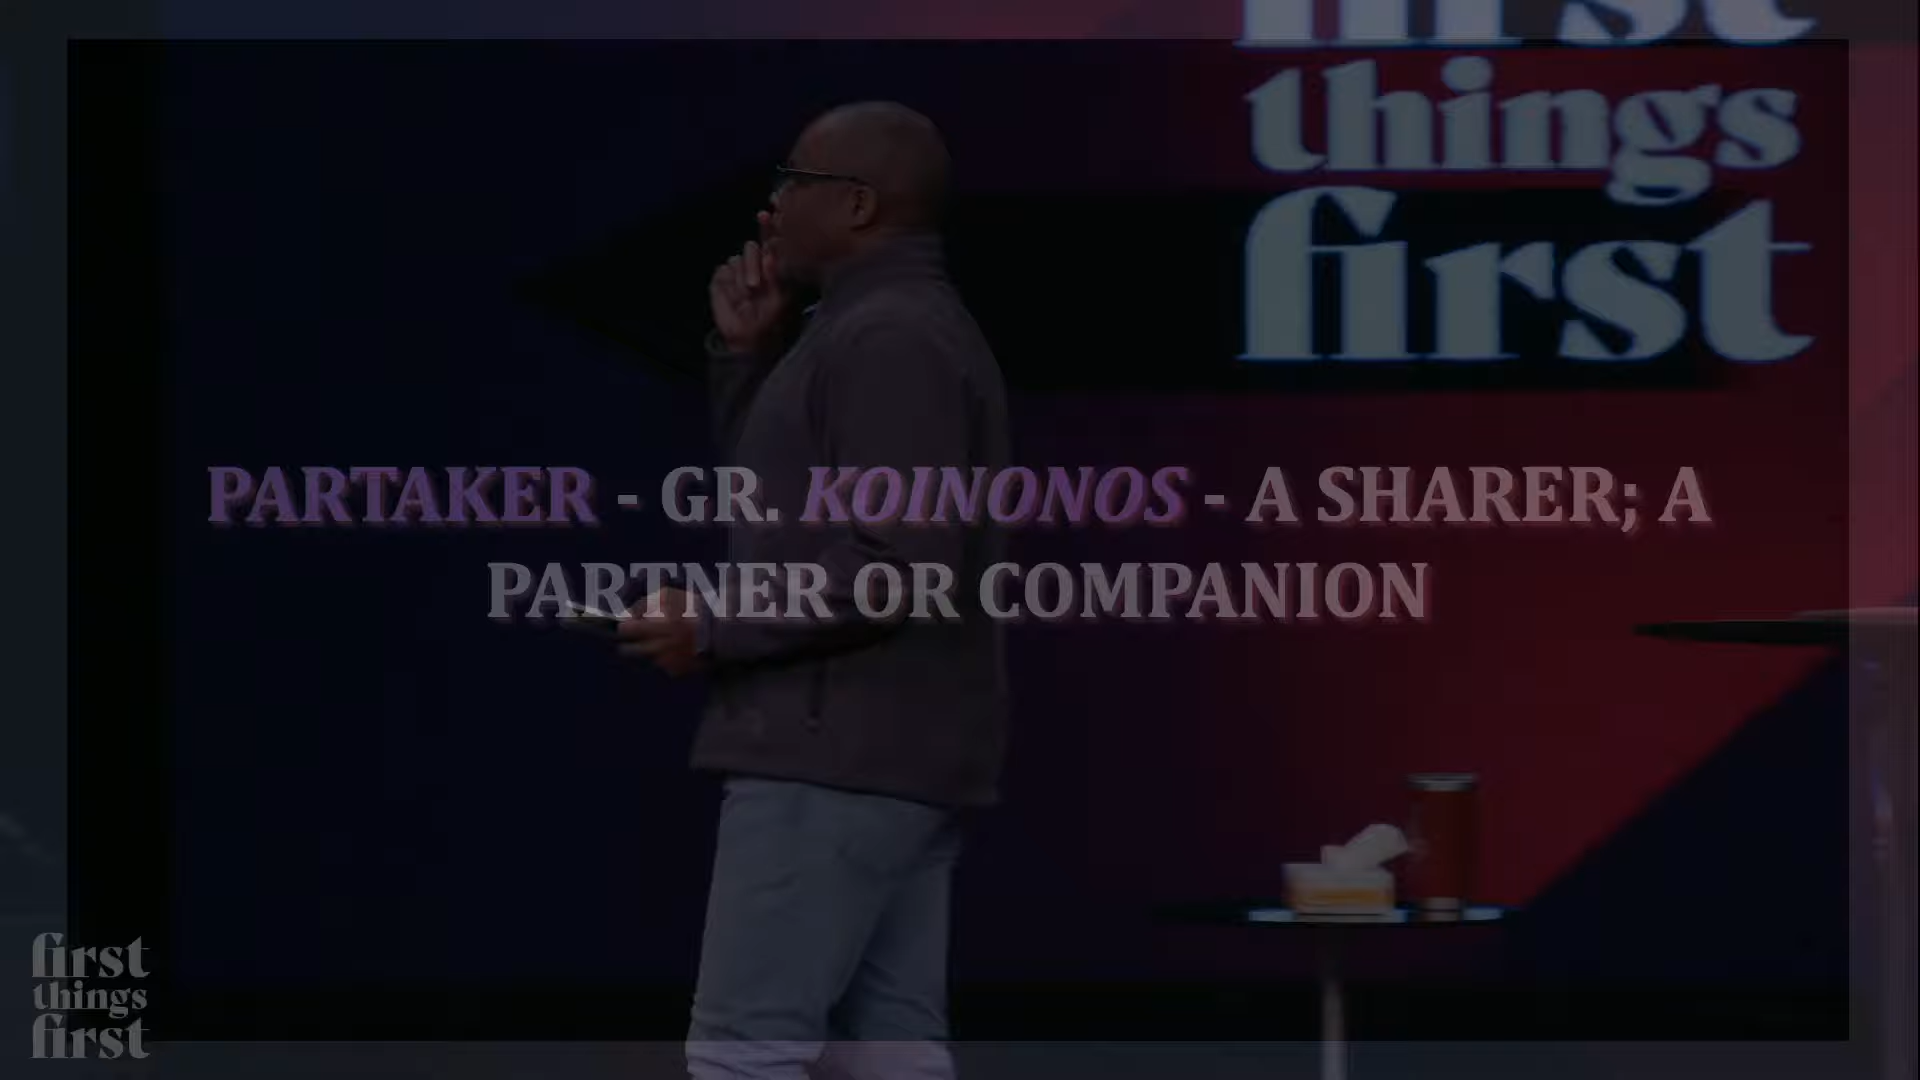 first
things
first
PARTAKER - GR. KOINONOS - A SHARER; A
PARTNER OR COMPANION
first
things
first